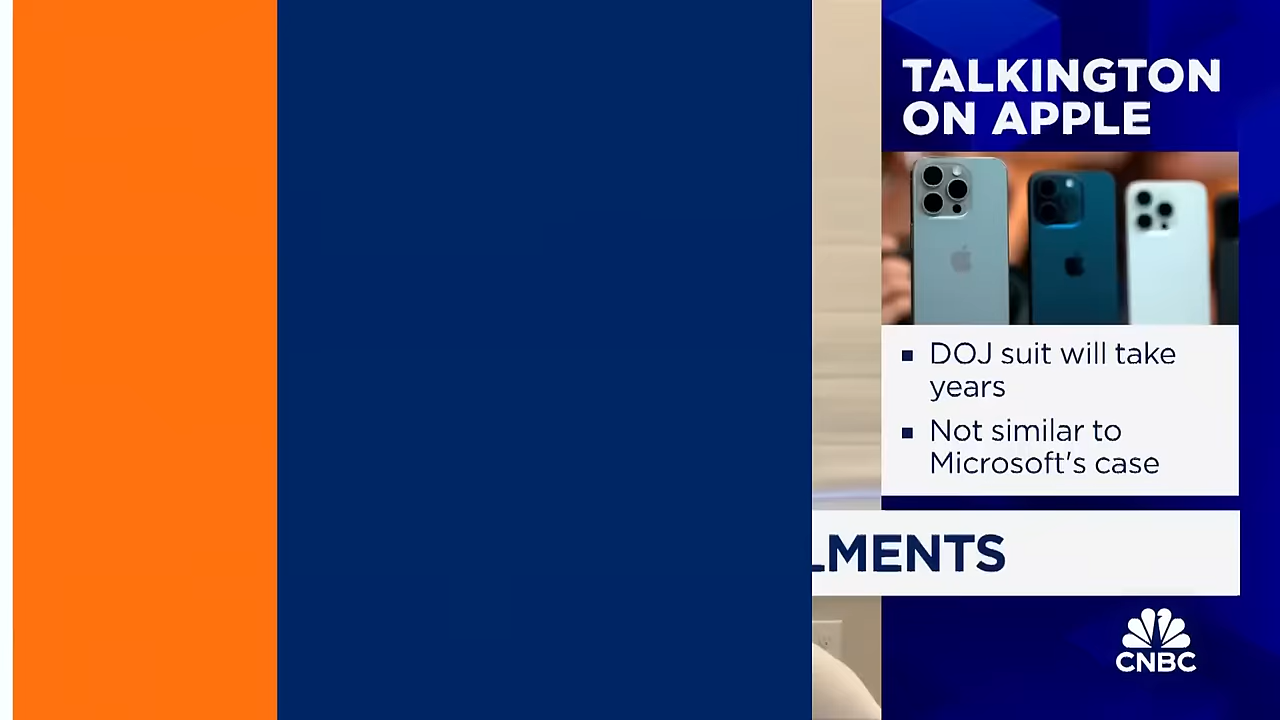 TALKINGTON
ON APPLE
DOJ suit will take
years
Not similar to
Microsoft's case
LMENTS
CNBC